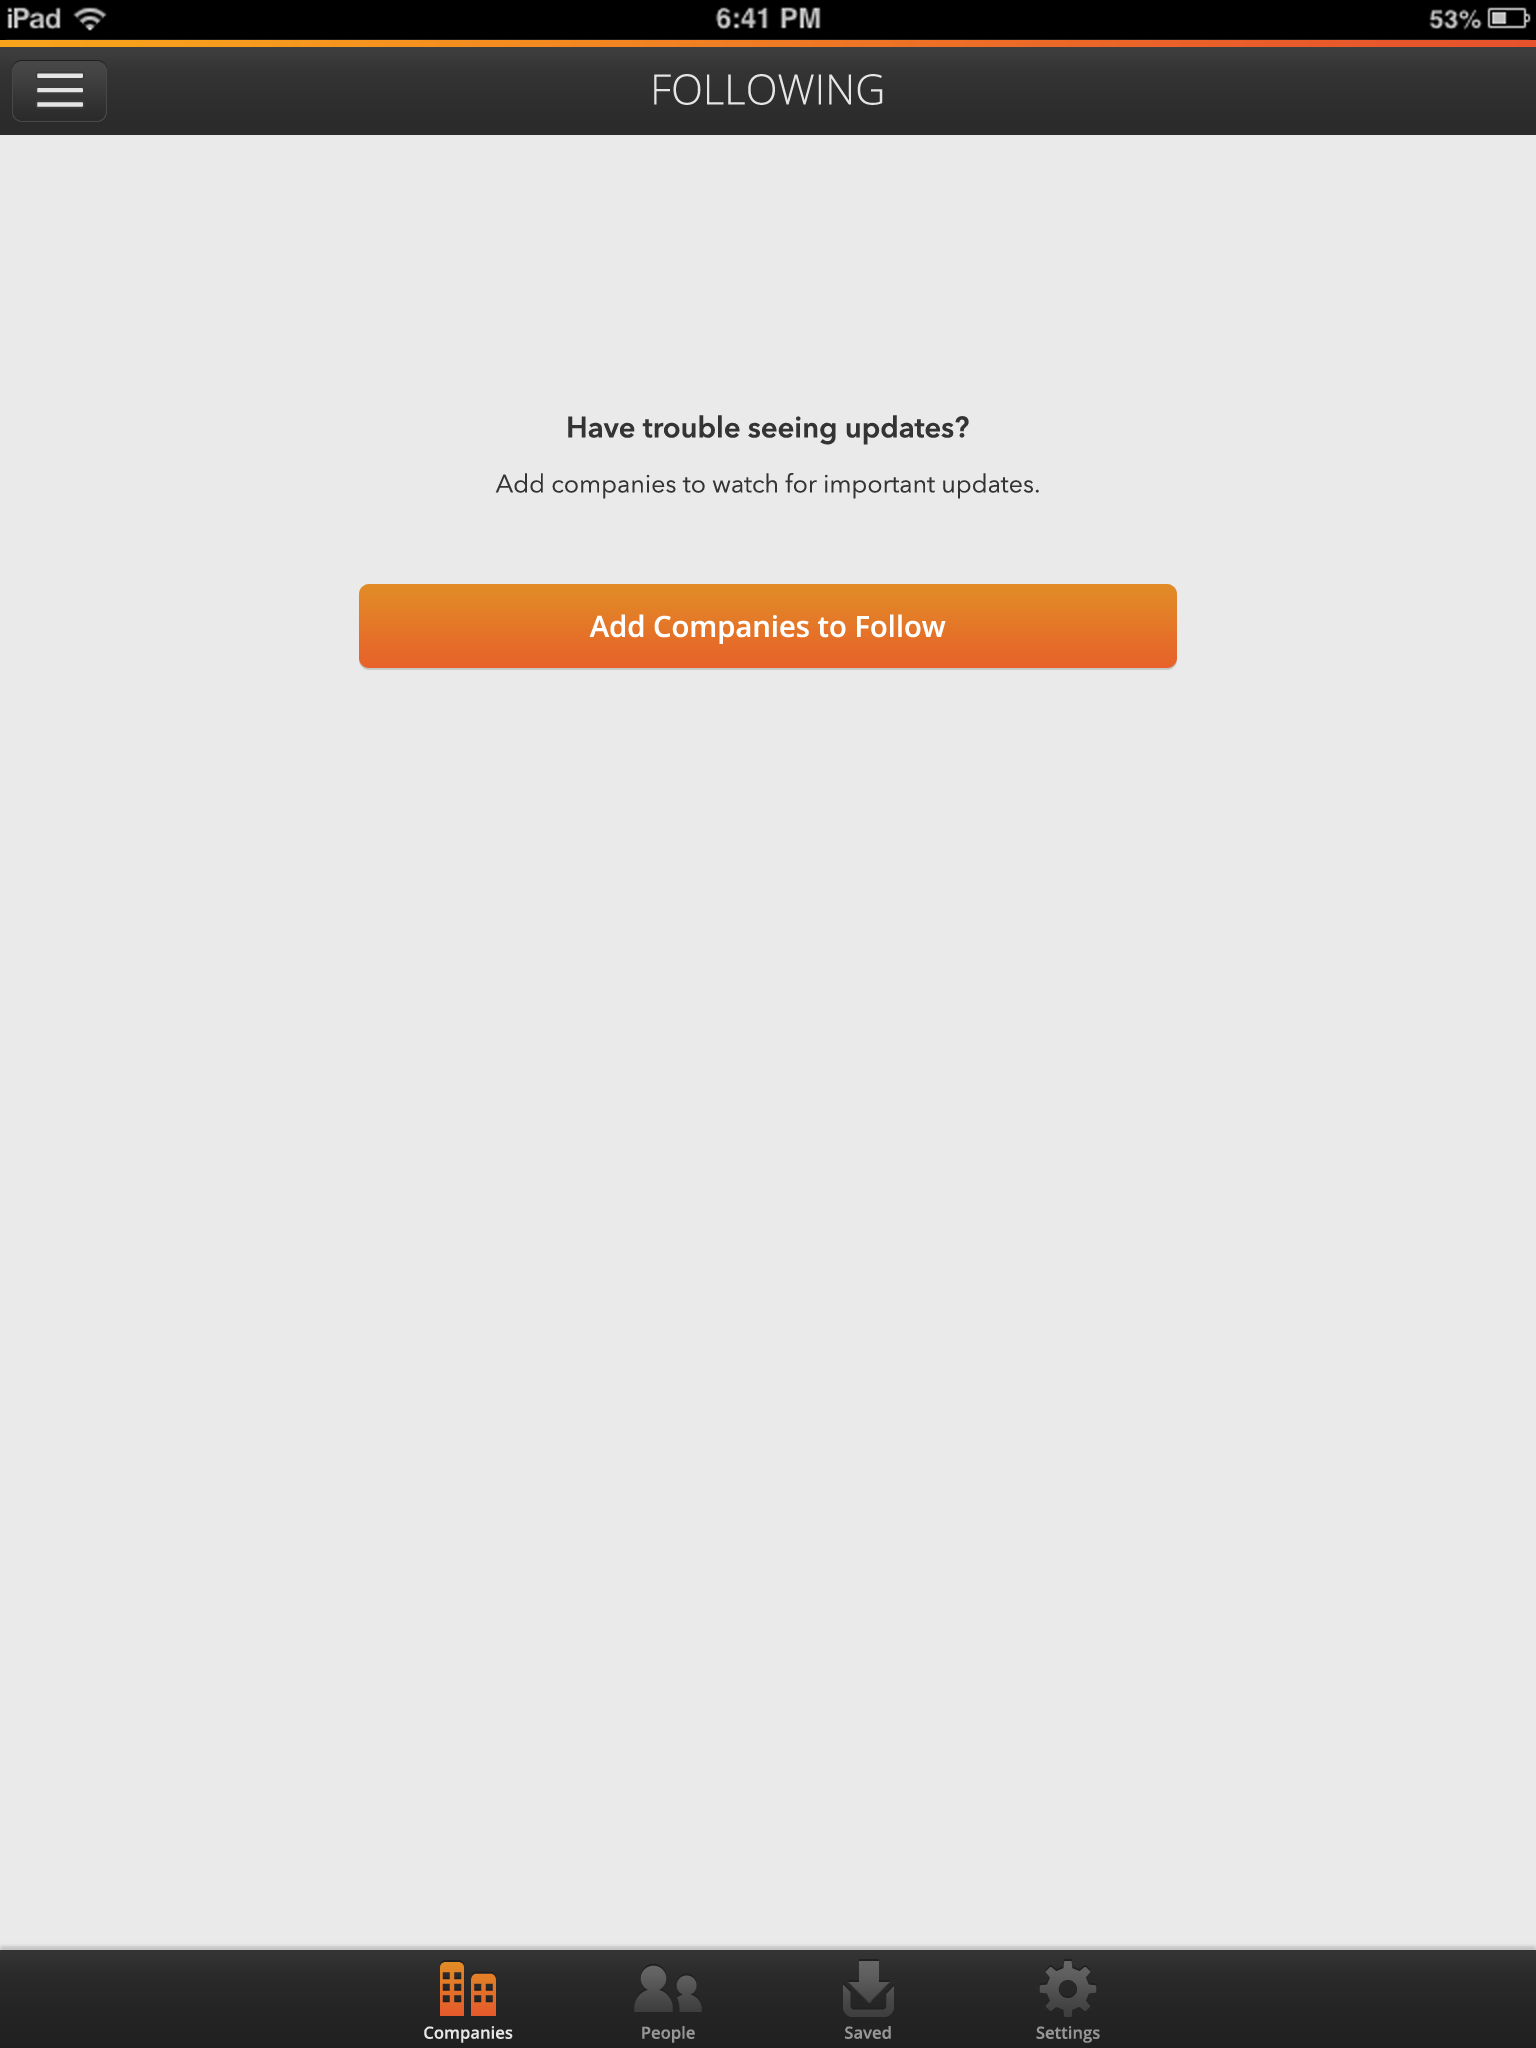 iPad 6:41 PM 53%
FOLLOWING
Have trouble seeing updates?
Add companies to watch for important updates.
Add Companies to Follow
Companies People Saved Settings